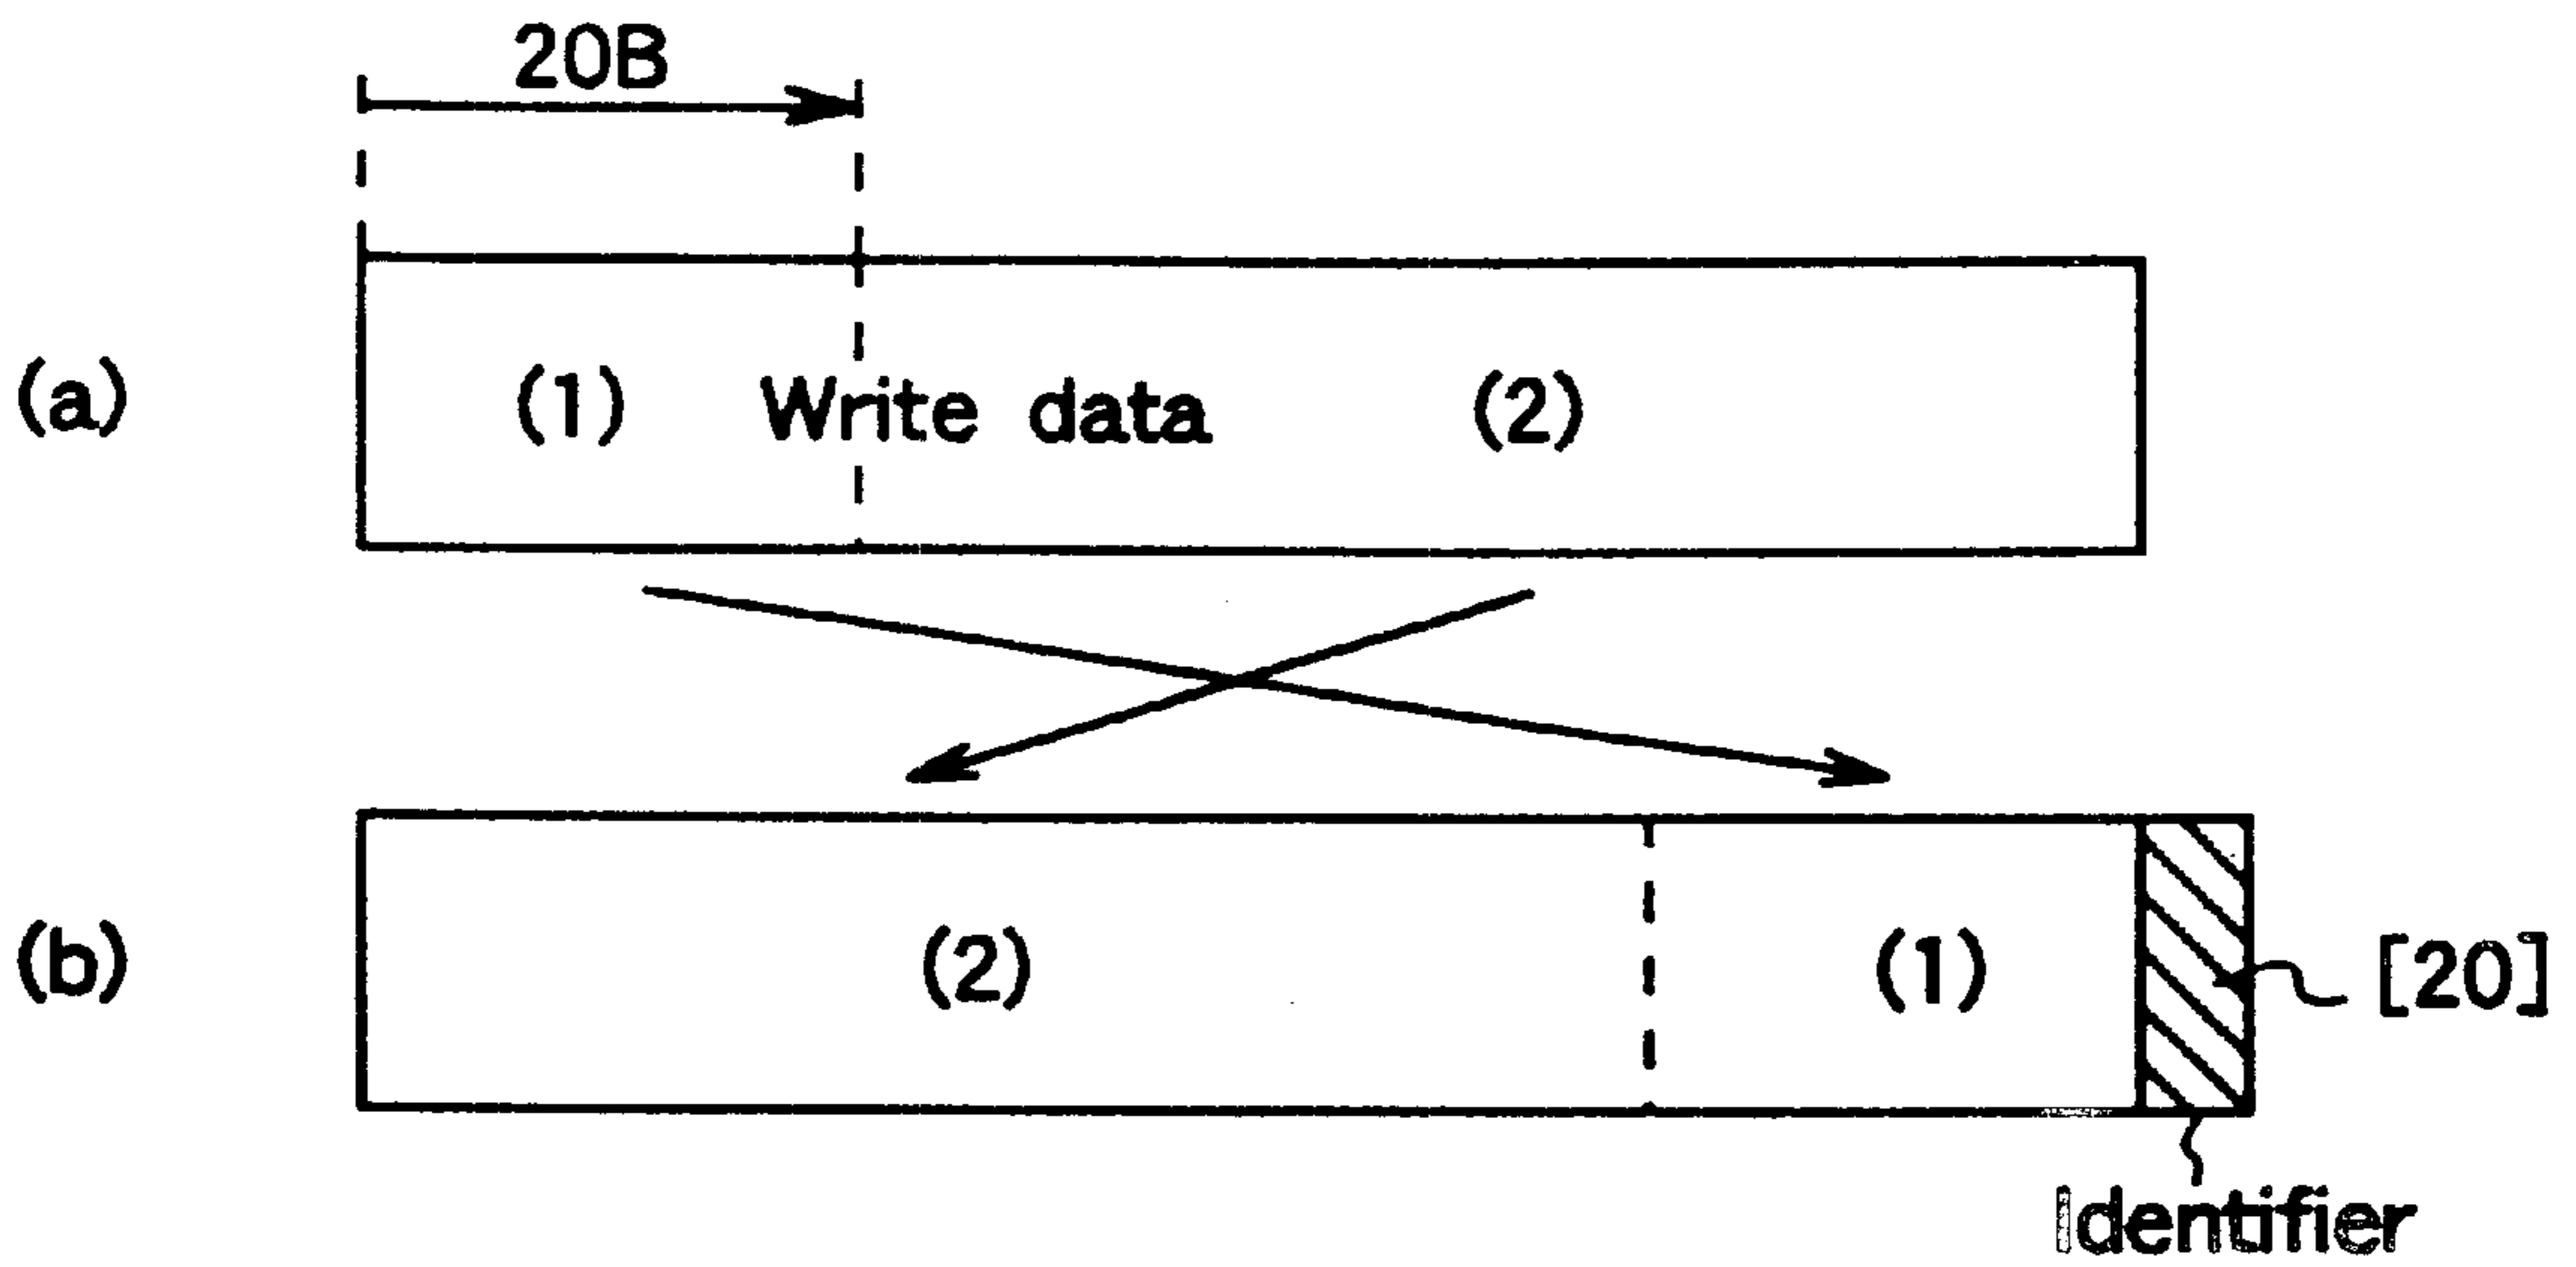 20B
(a) (1) Write data (2)
(b) (2) (1) [20]
Identifier